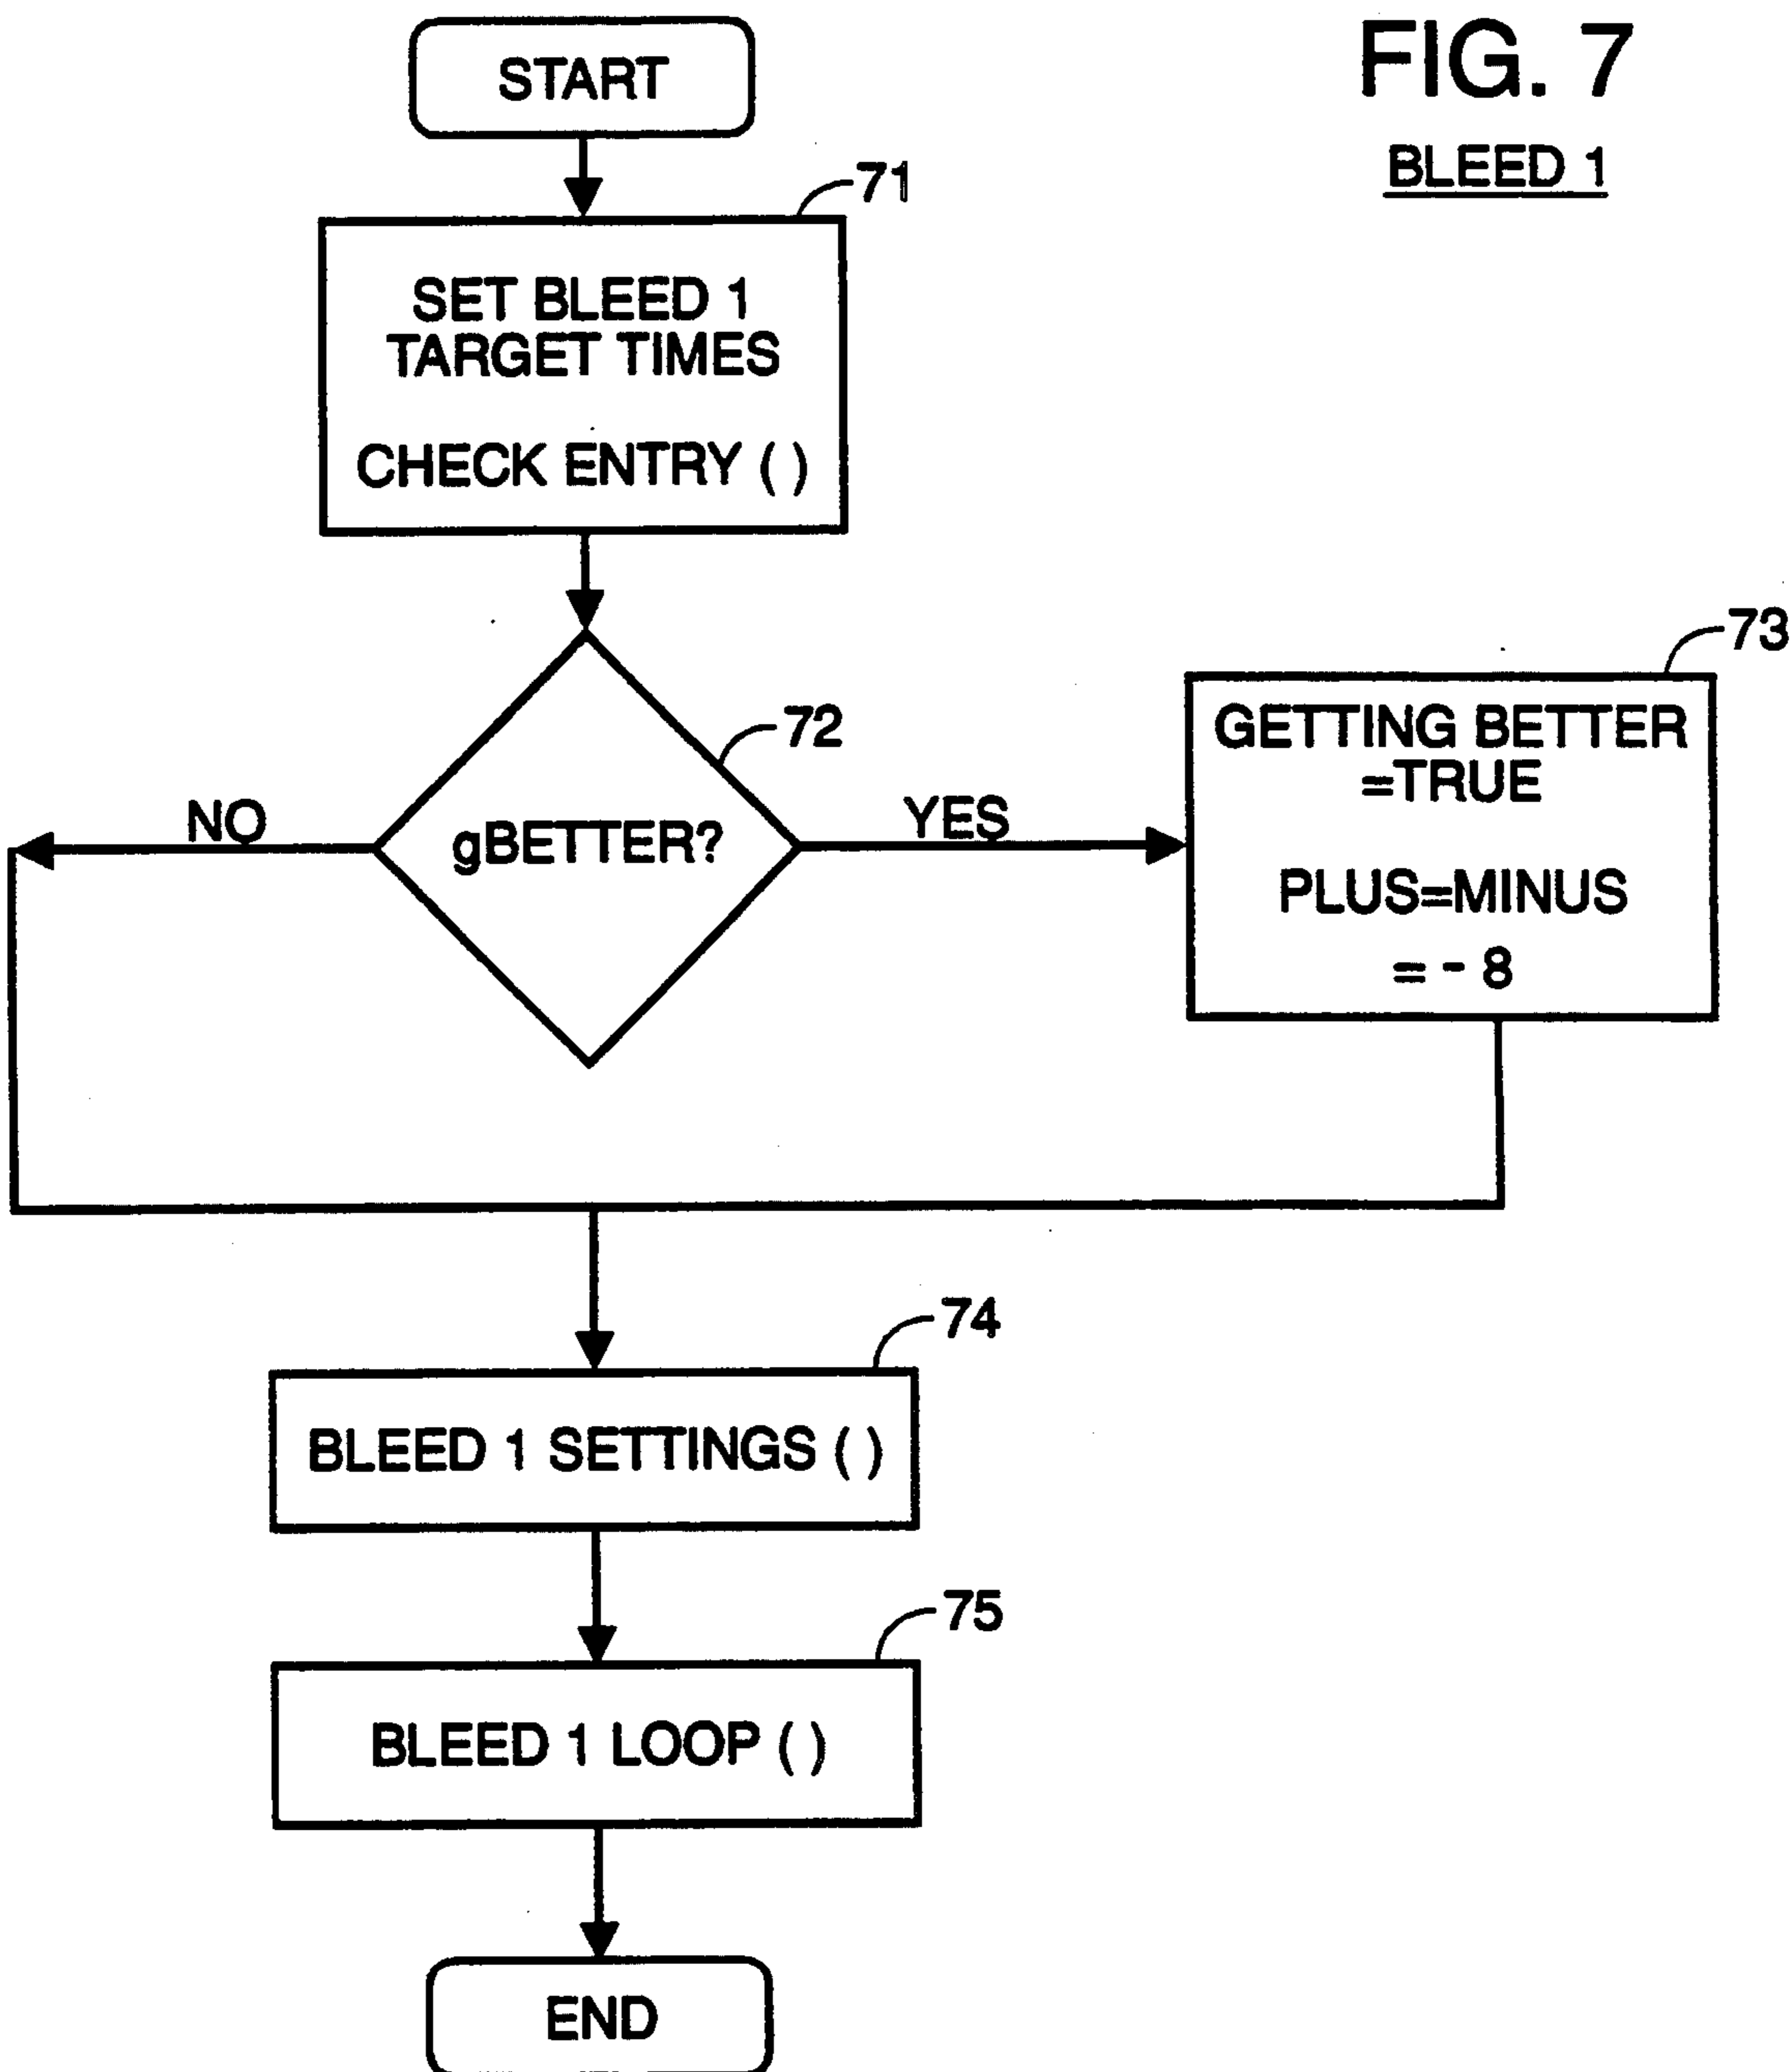 FIG. 7
BLEED 1
START
71
SET BLEED 1
TARGET TIMES
CHECK ENTRY ( )
72
gBETTER?
NO
YES
73
GETTING BETTER
=TRUE
PLUS=MINUS
= - 8
74
BLEED 1 SETTINGS ( )
75
BLEED 1 LOOP ( )
END